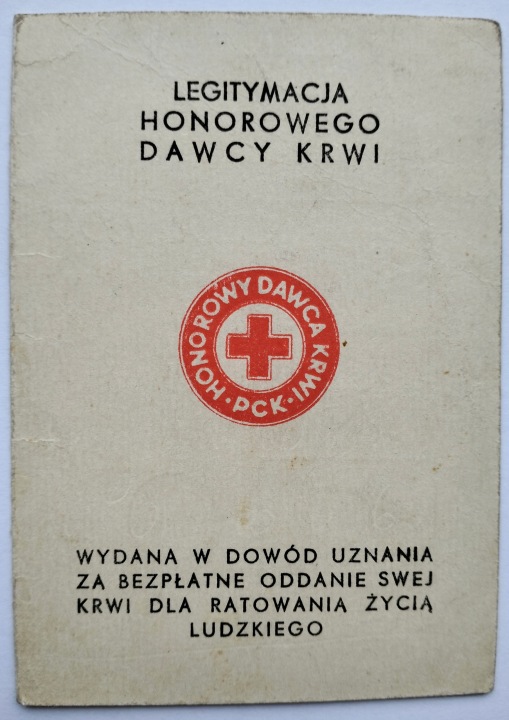 LEGITYMACJA
HONOROWEGO
DAWCY KRWI
HONOROWY DAWCA KRWI
• PCK •
WYDANA W DOWÓD UZNANIA
ZA BEZPŁATNE ODDANIE SWEJ
KRWI DLA RATOWANIA ŻYCIĄ
LUDZKIEGO